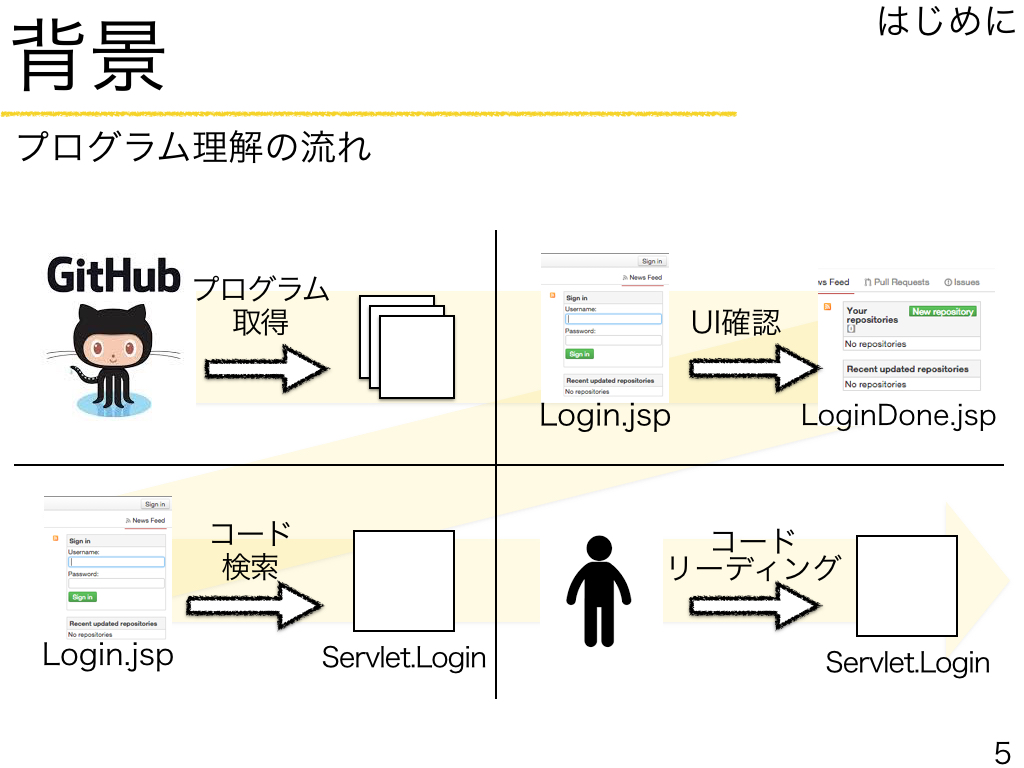 はじめに
背景
プログラム理解の流れ
GitHub
プログラム
取得
Sign in
News Feed
Sign in
Username:
Password:
Sign in
Recent updated repositories
No repositories
Login.jsp
UI確認
vs Feed
Pull Requests
Issues
Your
repositories
New repository
No repositories
Recent updated repositories
No repositories
LoginDone.jsp
Sign in
News Feed
Sign in
Username:
Password:
Sign in
Recent updated repositories
No repositories
Login.jsp
コード
検索
Servlet.Login
コード
リーディング
Servlet.Login
5